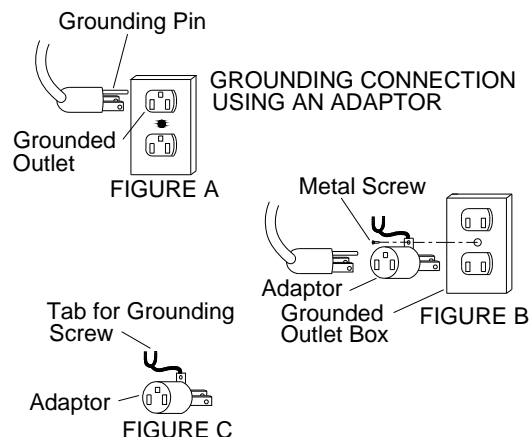 Grounding Pin
GROUNDING CONNECTION
USING AN ADAPTOR
Grounded
Outlet
FIGURE A
Metal Screw
Adaptor
Grounded
Outlet Box
FIGURE B
Tab for Grounding
Screw
Adaptor
FIGURE C